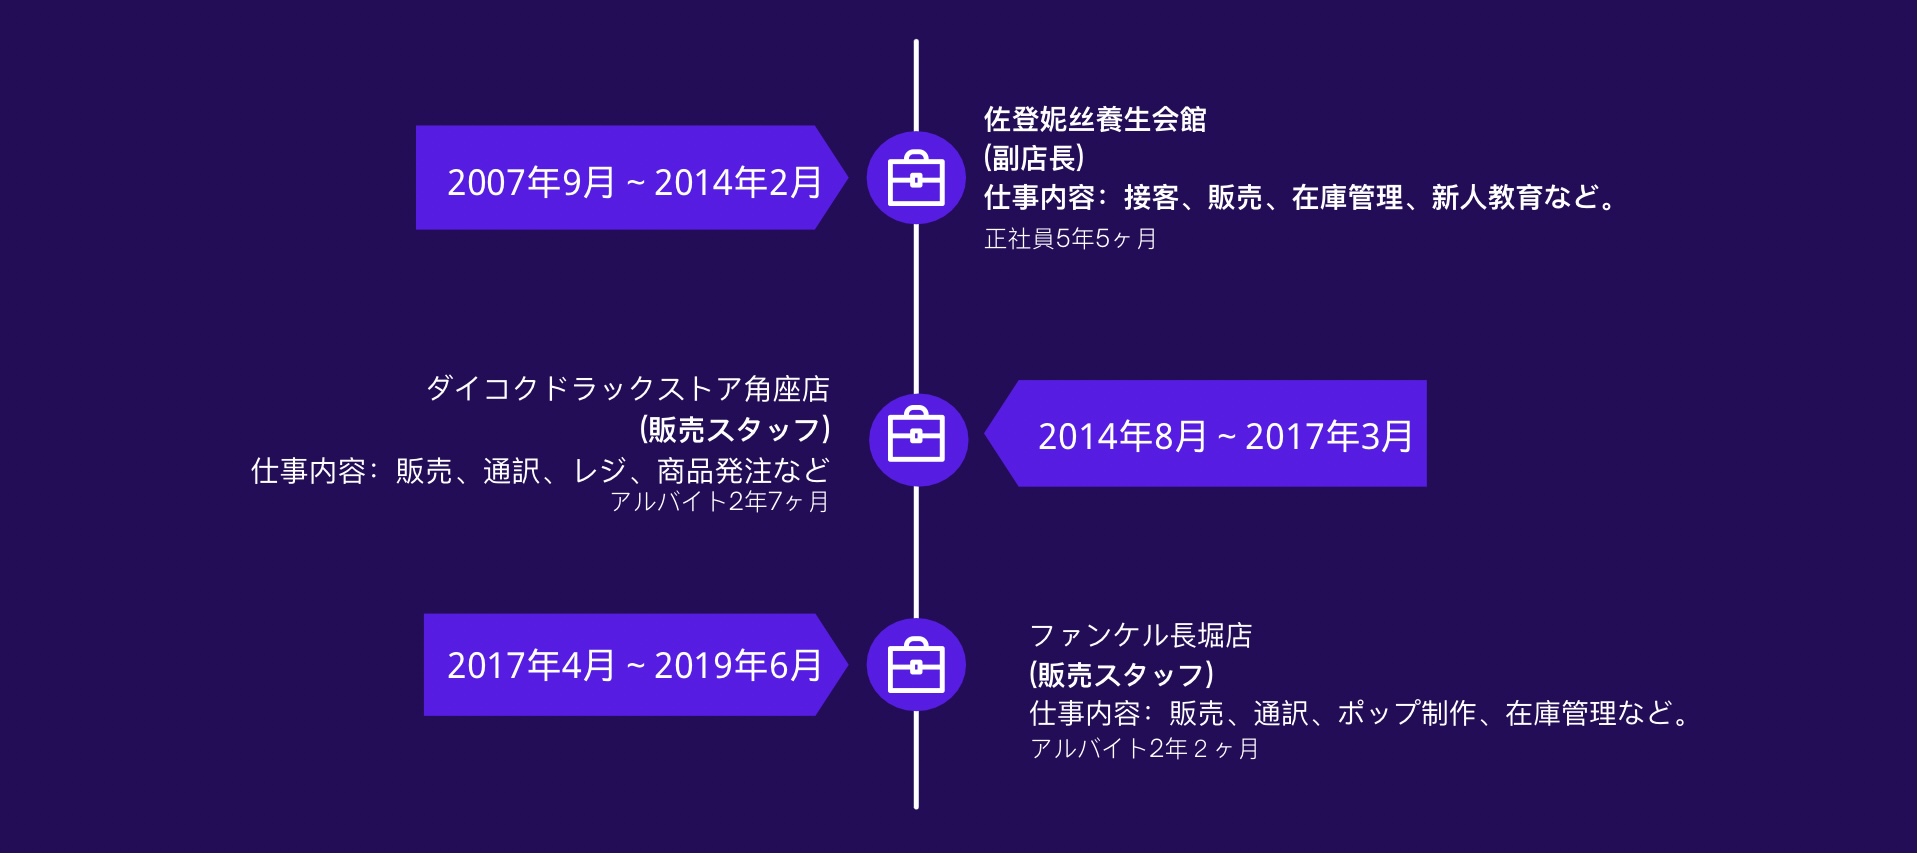 2007年9月 ~ 2014年2月
佐登妮丝養生会館
(副店長)
仕事内容：接客、販売、在庫管理、新人教育など。
正社員5年5ヶ月
ダイコクドラックストア角座店
(販売スタッフ)
仕事内容：販売、通訳、レジ、商品発注など
アルバイト2年7ヶ月
2014年8月 ~ 2017年3月
2017年4月 ~ 2019年6月
ファンケル長堀店
(販売スタッフ)
仕事内容：販売、通訳、ポップ制作、在庫管理など。
アルバイト2年２ヶ月